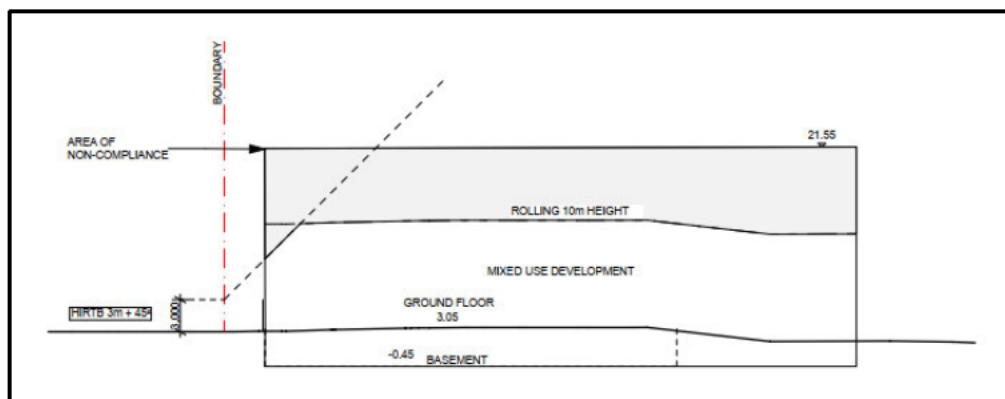 BOUNDARY
AREA OF
NON-COMPLIANCE
21.55
ROLLING 10m HEIGHT
MIXED USE DEVELOPMENT
HIRTB 3m + 45º
3,000
GROUND FLOOR
3.05
-0.45
BASEMENT